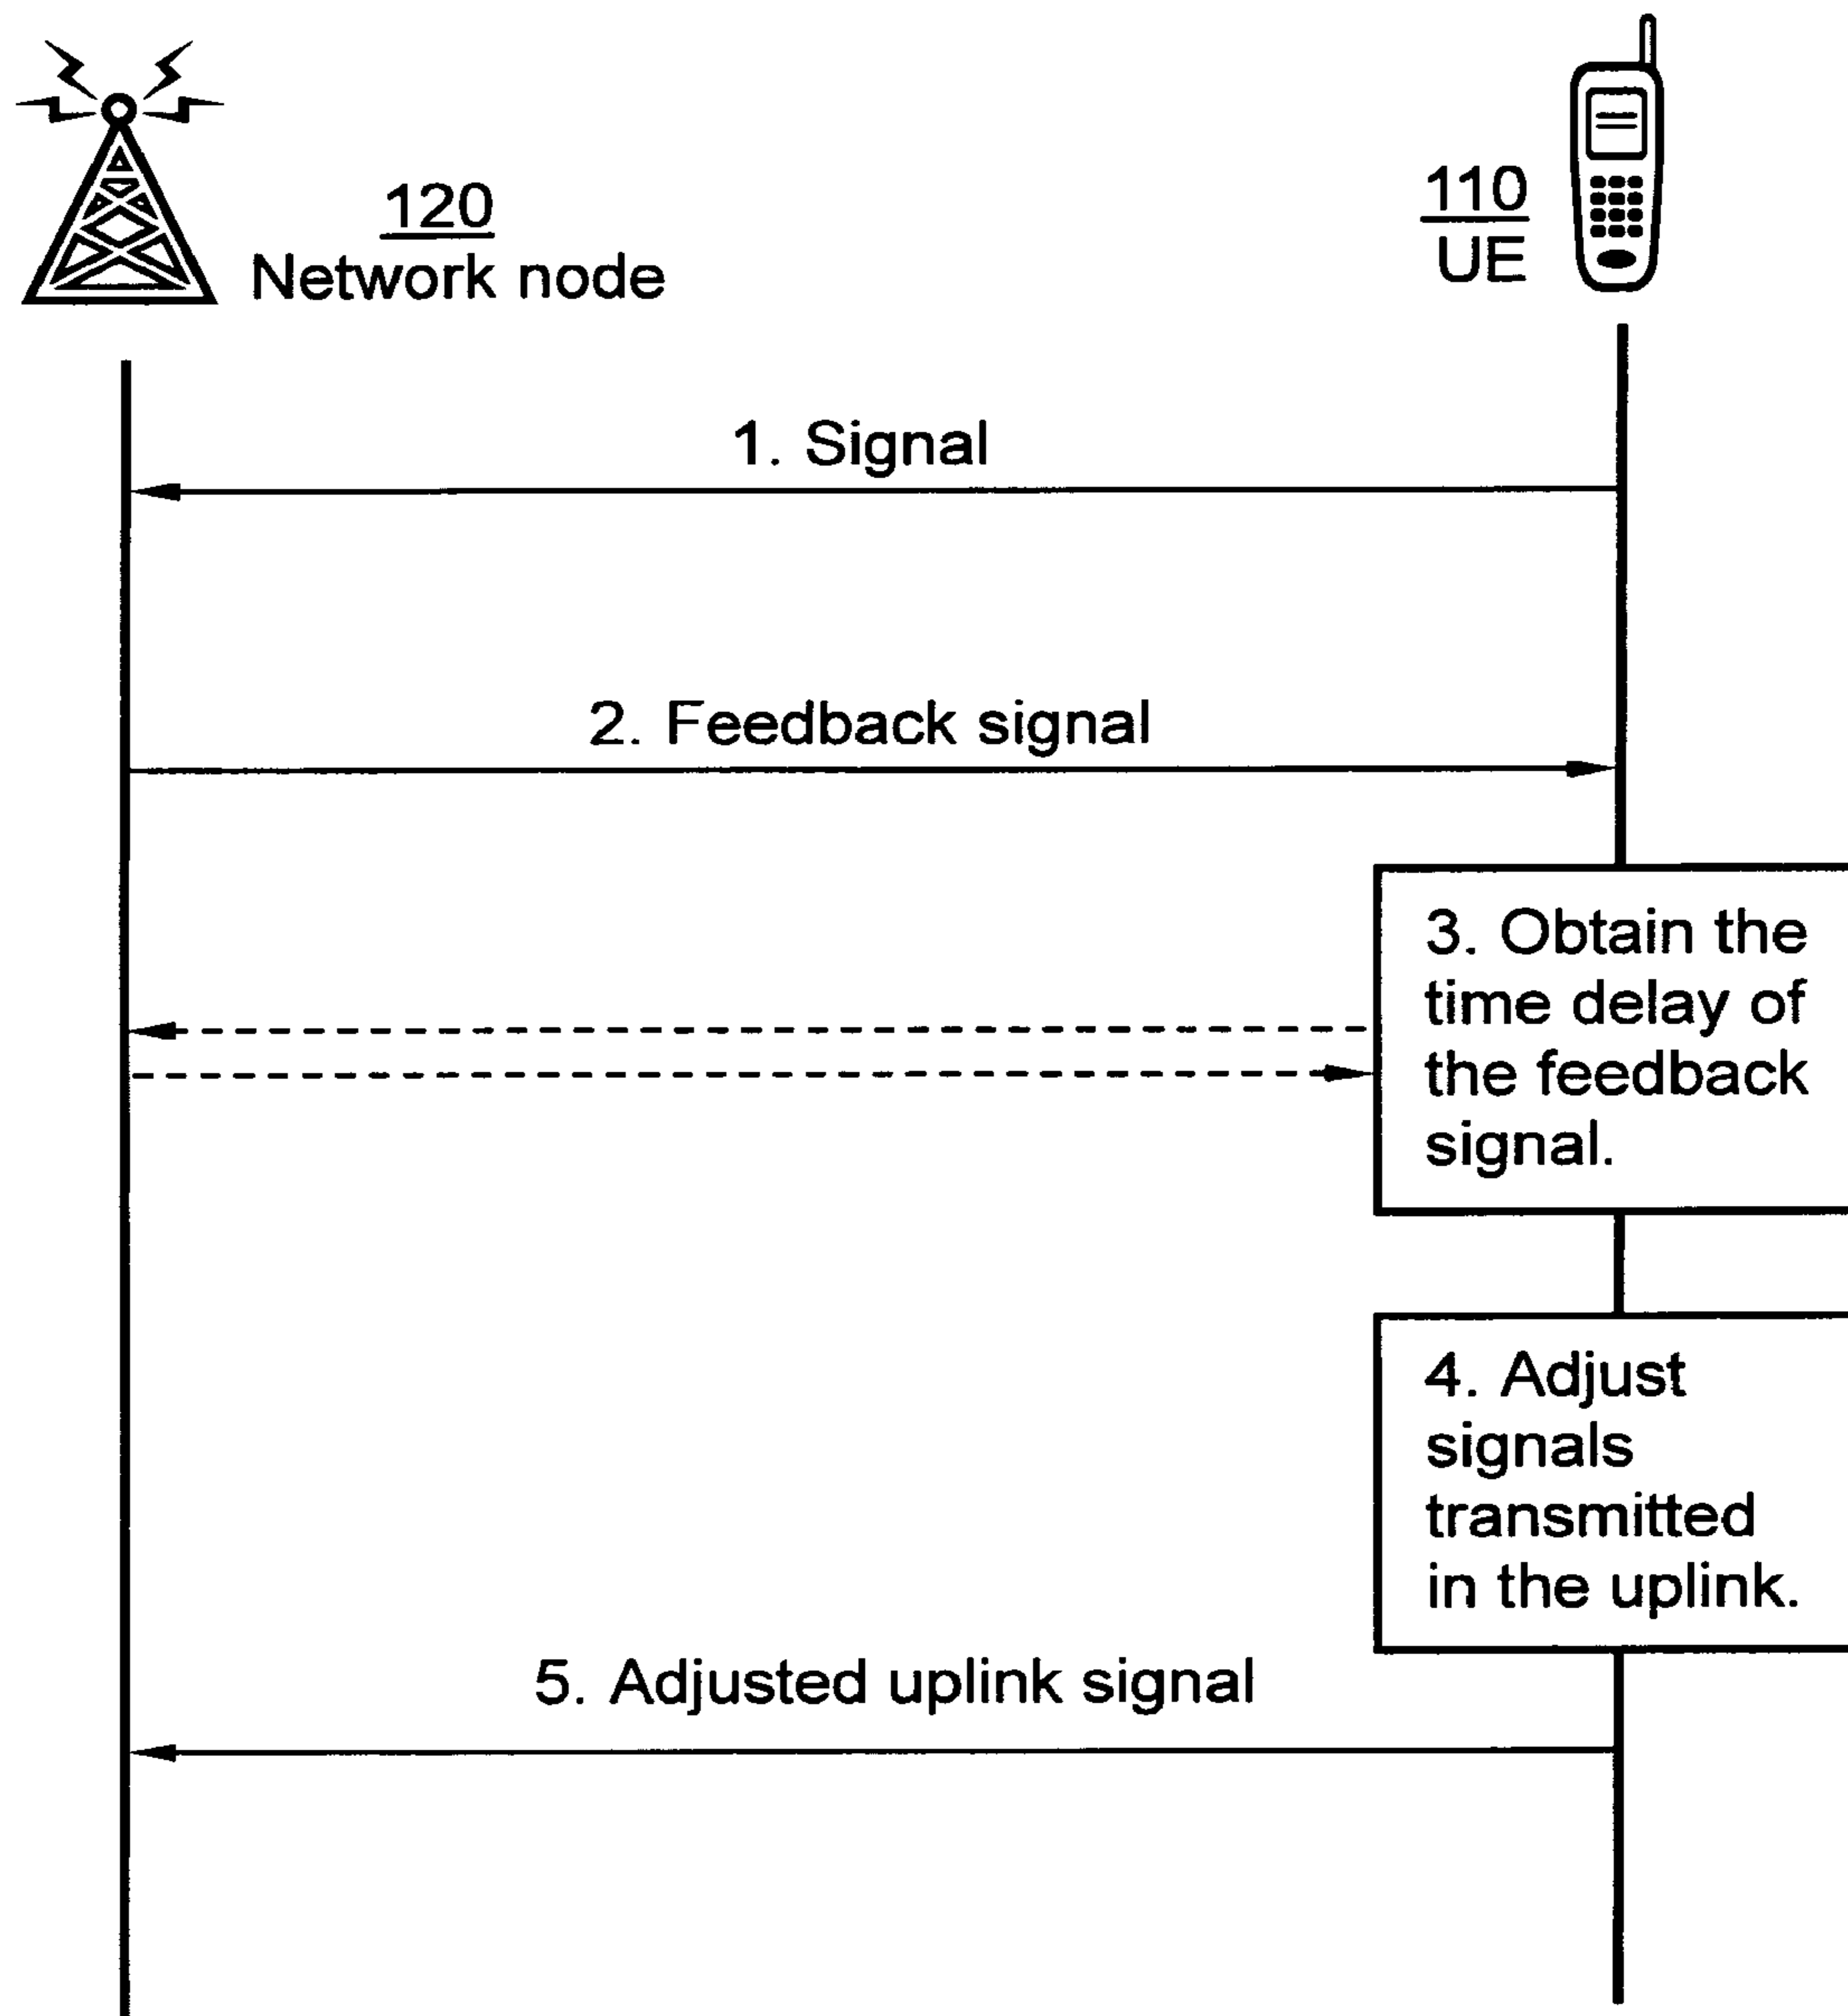 120
Network node
110
UE
1. Signal
2. Feedback signal
3. Obtain the
time delay of
the feedback
signal.
4. Adjust
signals
transmitted
in the uplink.
5. Adjusted uplink signal